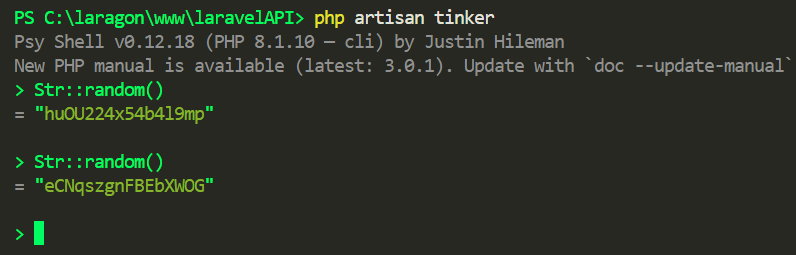 PS C:\laragon\www\laravelAPI> php artisan tinker
Psy Shell v0.12.18 (PHP 8.1.10 — cli) by Justin Hileman
New PHP manual is available (latest: 3.0.1). Update with `doc --update-manual`
> Str::random()
= "huOU224x54b4l9mp"
> Str::random()
= "eCNqszgnFBEbXWOG"
>